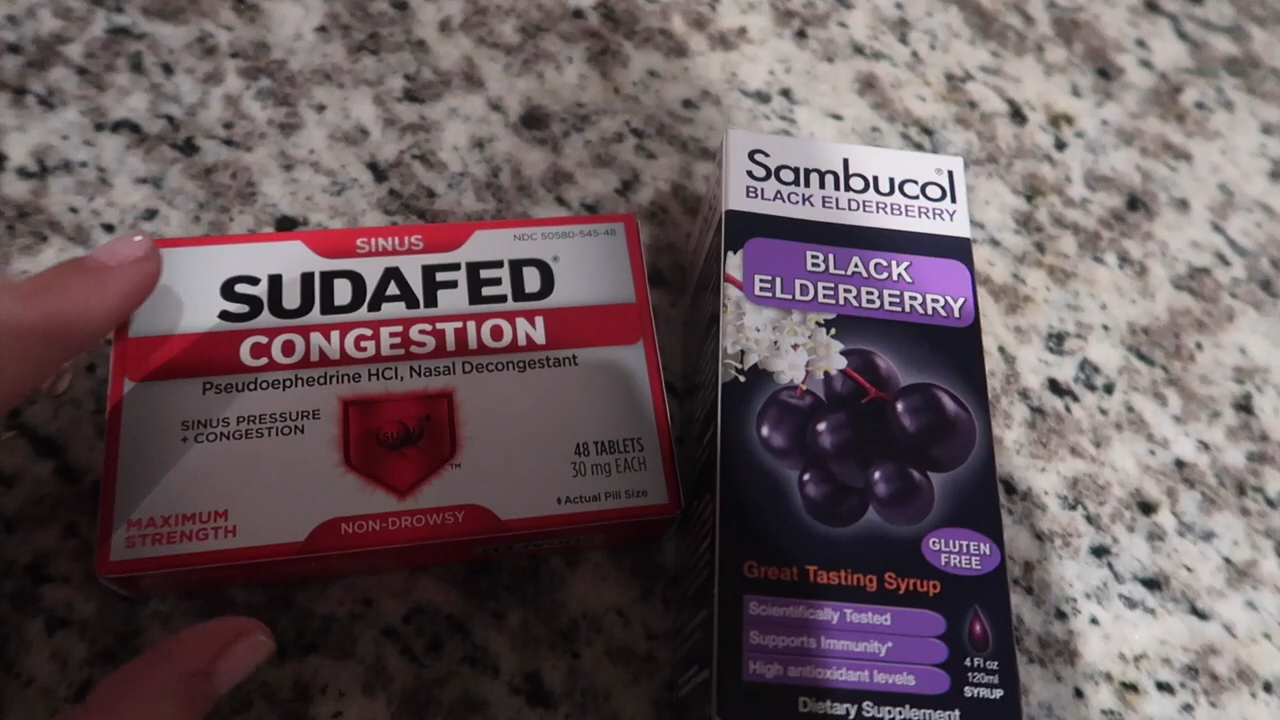 SINUS
NDC 50580-545-48
SUDAFED®
CONGESTION
Pseudoephedrine HCl, Nasal Decongestant
SINUS PRESSURE
+ CONGESTION
48 TABLETS
30 mg EACH
Actual Pill Size
MAXIMUM
STRENGTH
NON-DROWSY
Sambucol®
BLACK ELDERBERRY
BLACK
ELDERBERRY
GLUTEN
FREE
Great Tasting Syrup
Scientifically Tested
Supports Immunity*
High antioxidant levels
4 Fl oz
120ml
SYRUP
Dietary Supplement